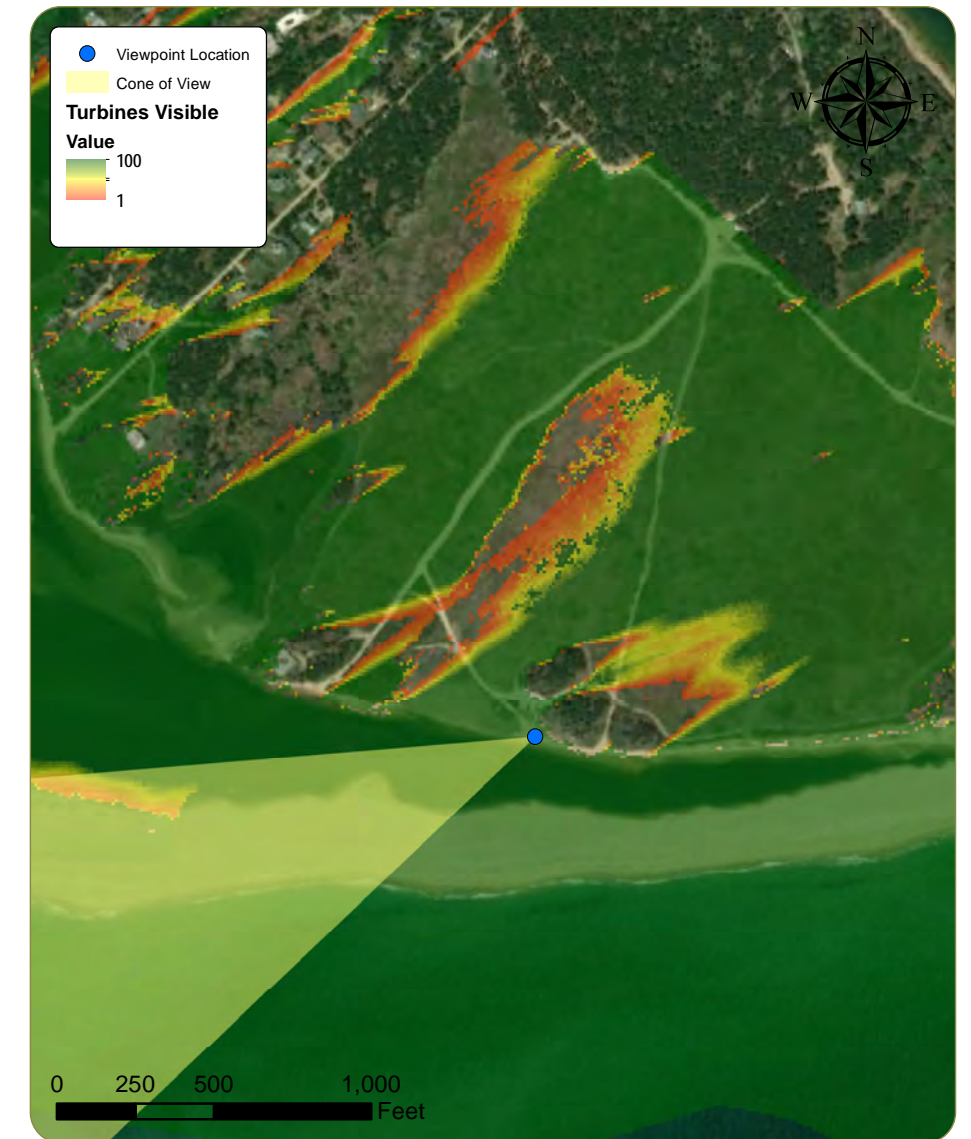 Viewpoint Location
Cone of View
Turbines Visible
Value
100
1
N
W E
S
0 250 500 1,000
Feet